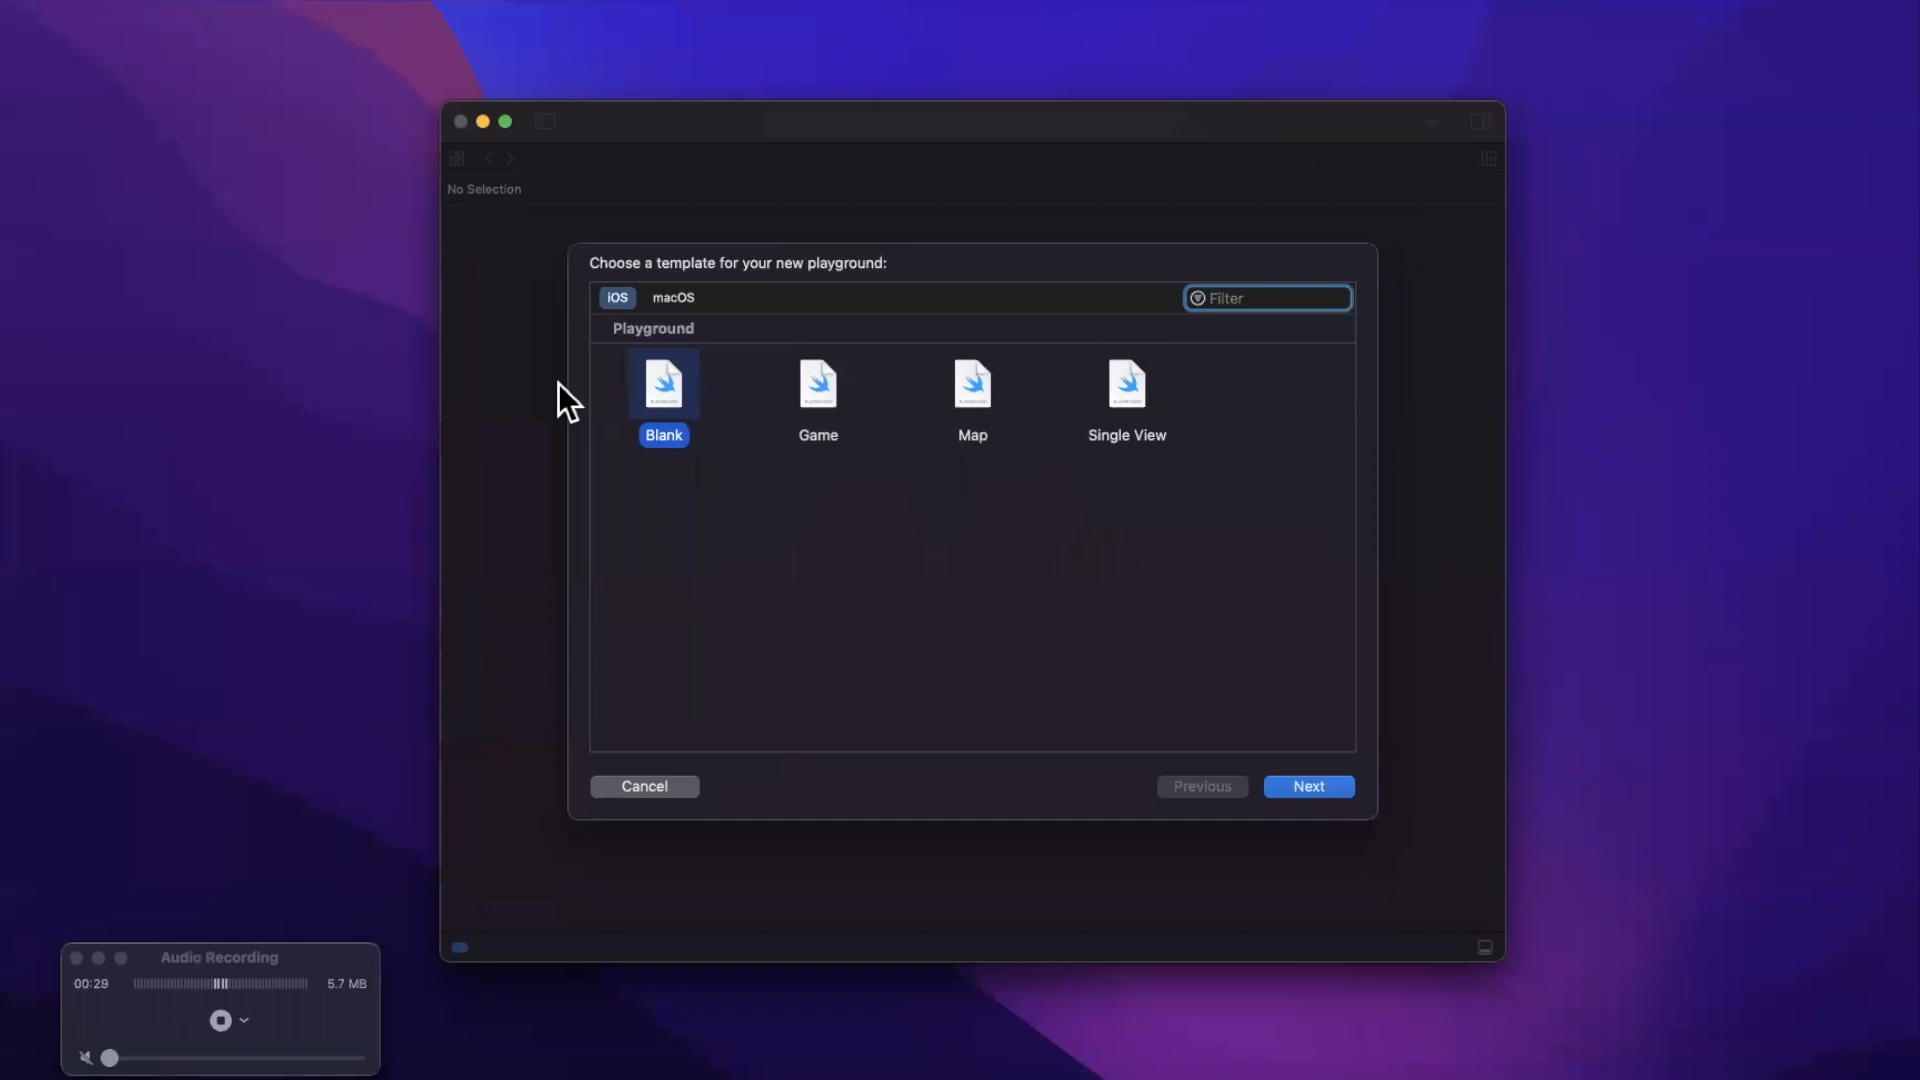 No Selection
Choose a template for your new playground:
iOS macOS Filter
Playground
Blank Game Map Single View
Cancel Previous Next
Audio Recording
00:29 5.7 MB